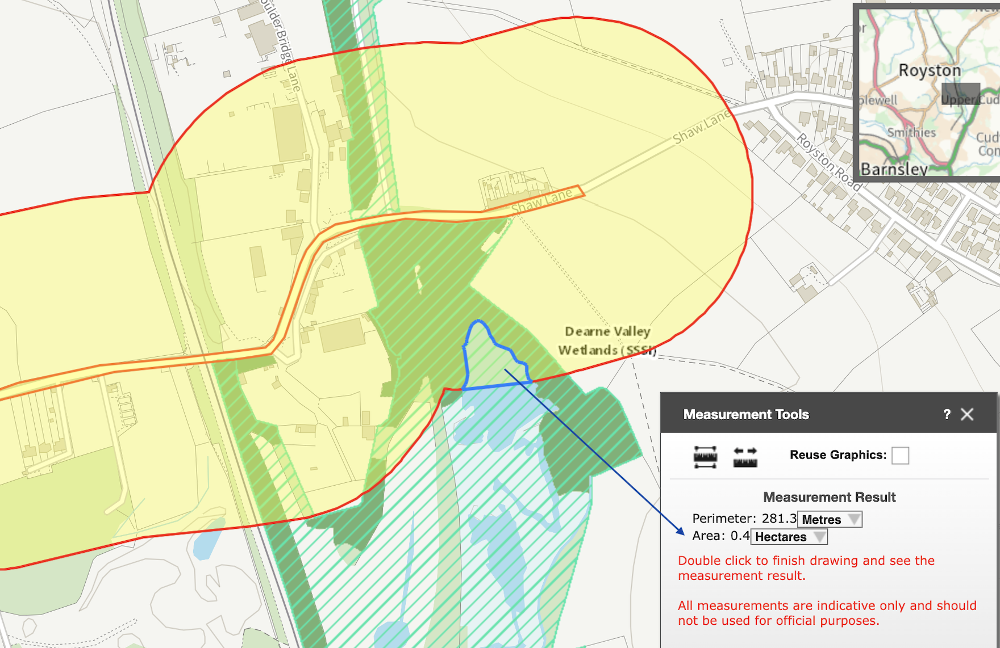 oulder Bridge Lane
Shaw Lane
Royston Road
Shaw Lane
Dearne Valley
Wetlands (SSSI)
Royston
olewell
Upper Cud
Smithies
Cud
Con
Barnsley
Measurement Tools
?
Reuse Graphics:
Measurement Result
Perimeter: 281.3 Metres
Area: 0.4 Hectares
Double click to finish drawing and see the
measurement result.
All measurements are indicative only and should
not be used for official purposes.